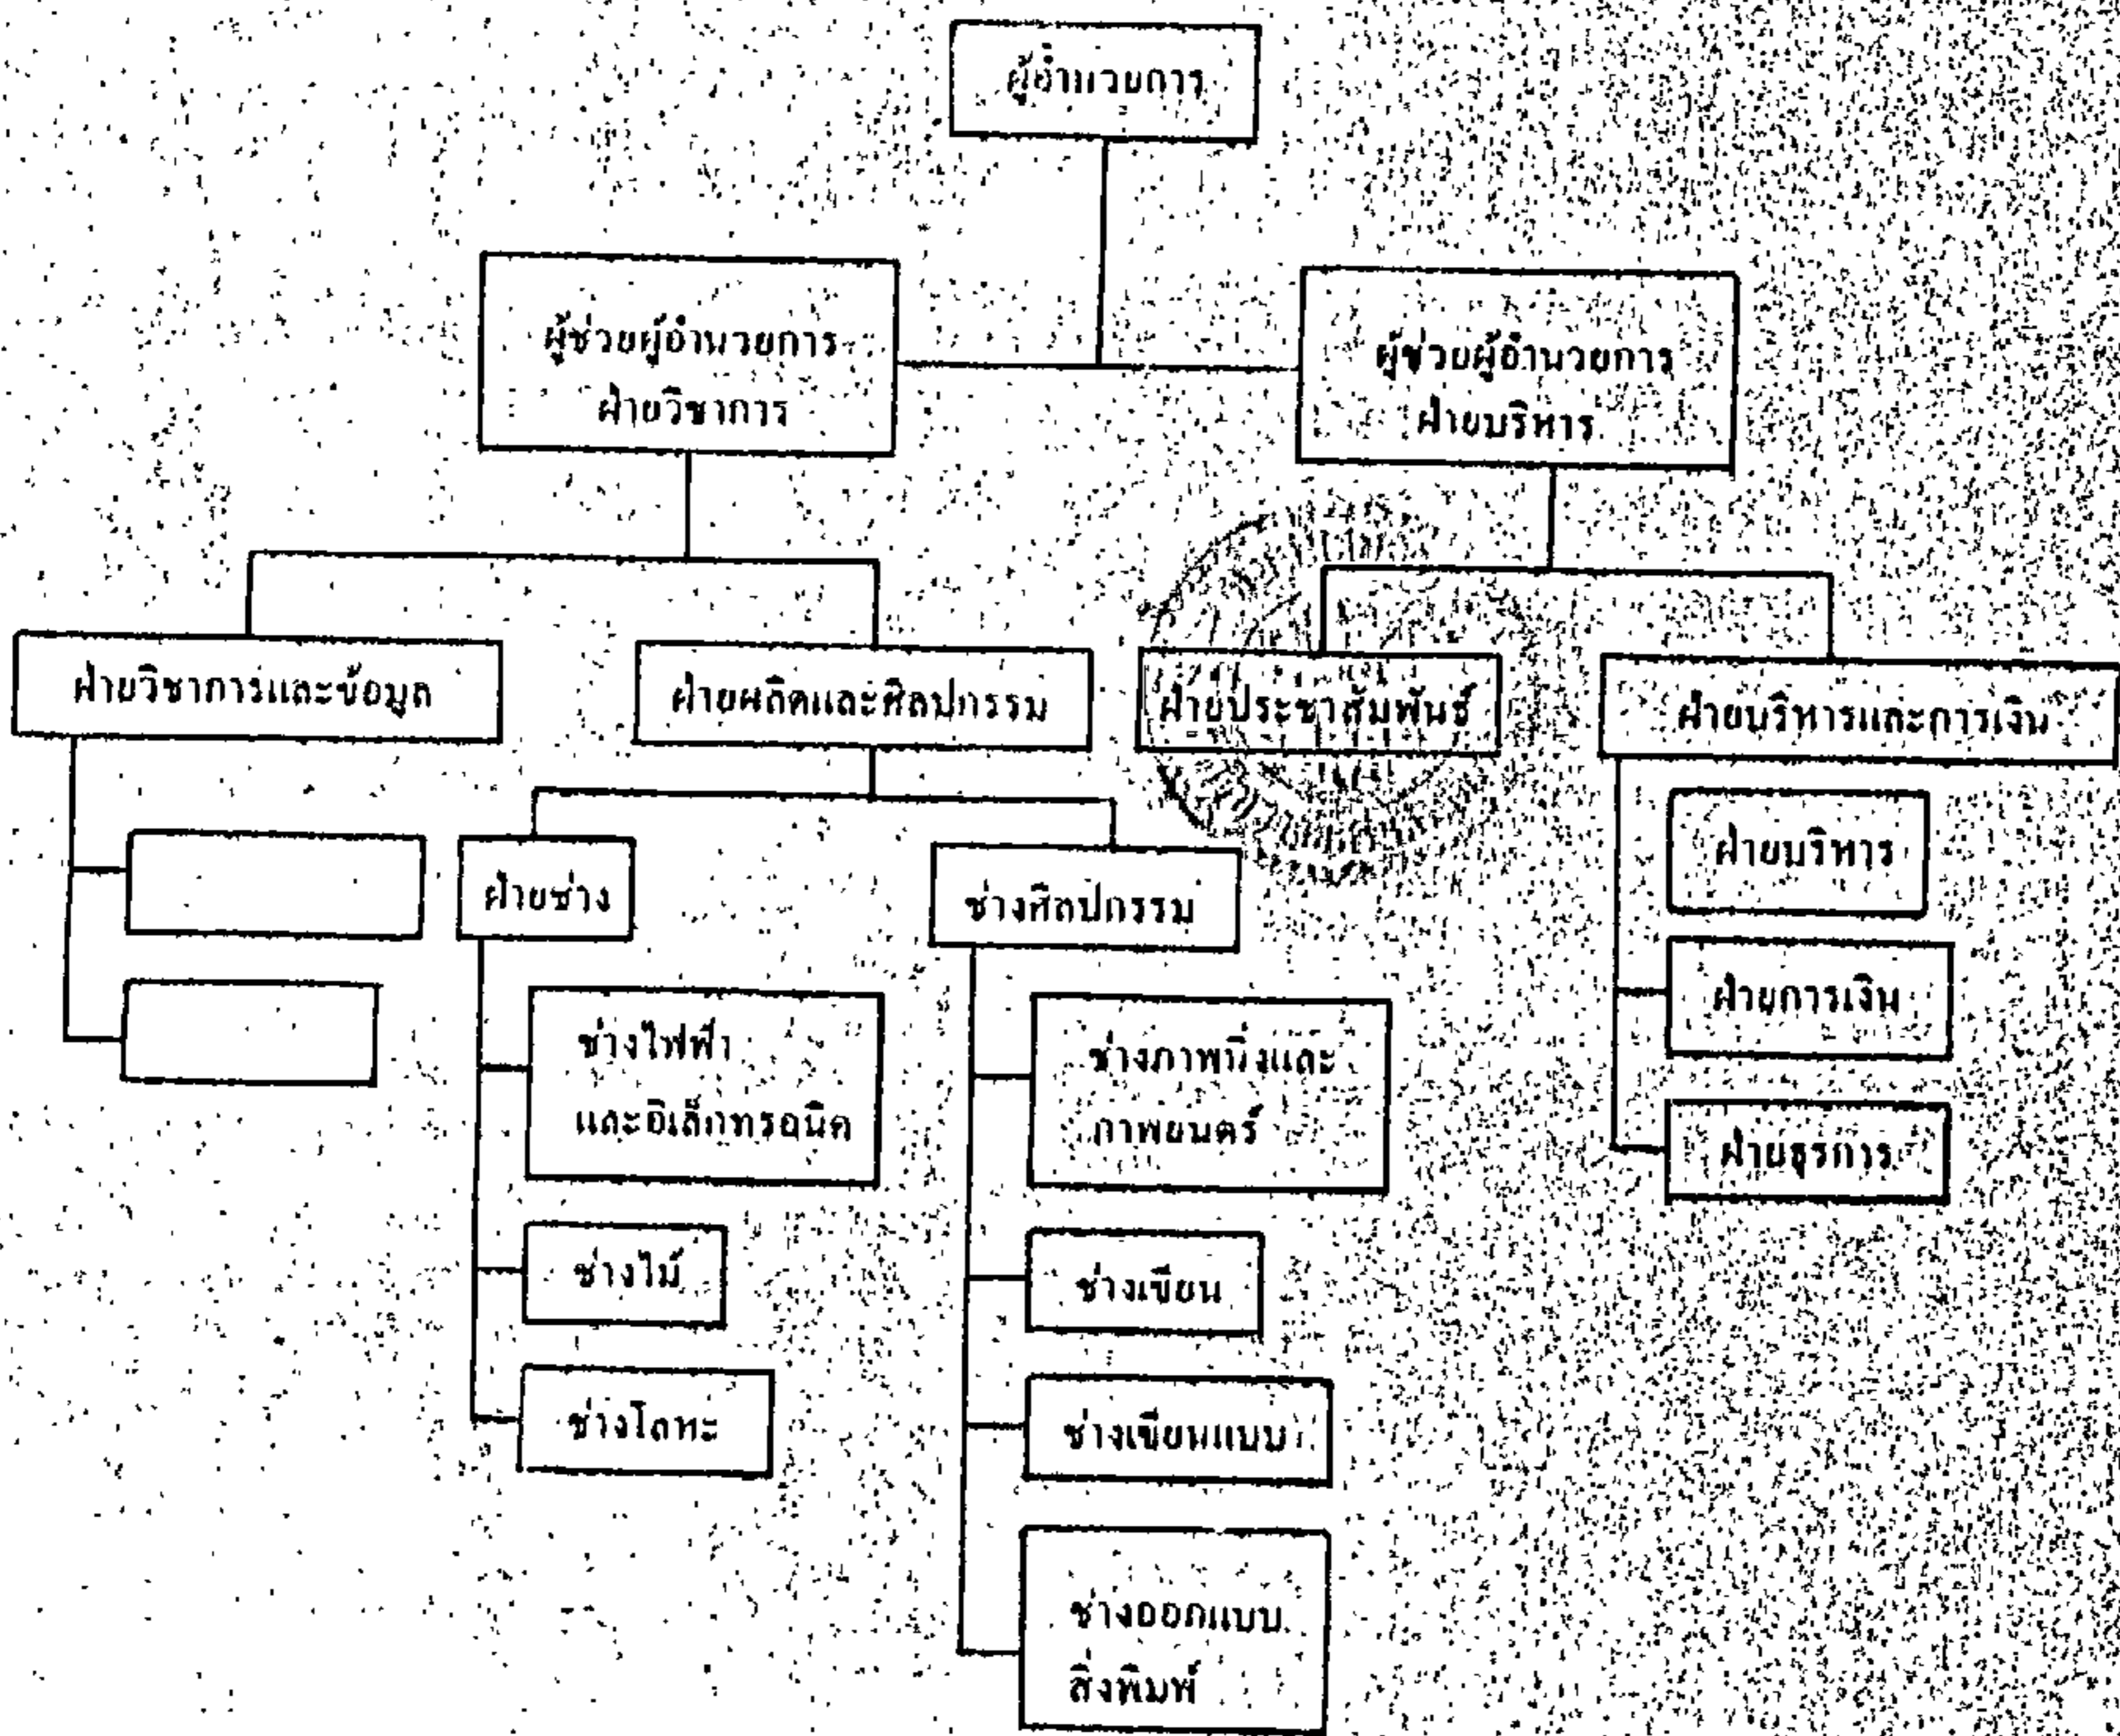 ผู้อำนวยการ
ผู้ช่วยผู้อำนวยการ
ฝ่ายวิชาการ
ผู้ช่วยผู้อำนวยการ
ฝ่ายบริหาร
ฝ่ายวิชาการและข้อมูล
ฝ่ายผลิตและศิลปกรรม
ฝ่ายประชาสัมพันธ์
ฝ่ายบริหารและการเงิน
ฝ่ายช่าง
ช่างไฟฟ้า
และอิเล็กทรอนิค
ช่างไม้
ช่างโลหะ
ช่างศิลปกรรม
ช่างภาพนิ่งและ
ภาพยนตร์
ช่างเขียน
ช่างเขียนแบบ
ช่างออกแบบ
สิ่งพิมพ์
ฝ่ายบริหาร
ฝ่ายการเงิน
ฝ่ายธุรการ